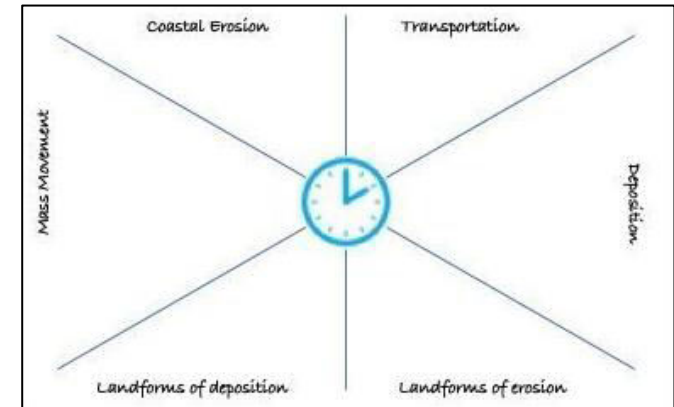 Coastal Erosion
Transportation
Mass Movement
Deposition
Landforms of deposition
Landforms of erosion